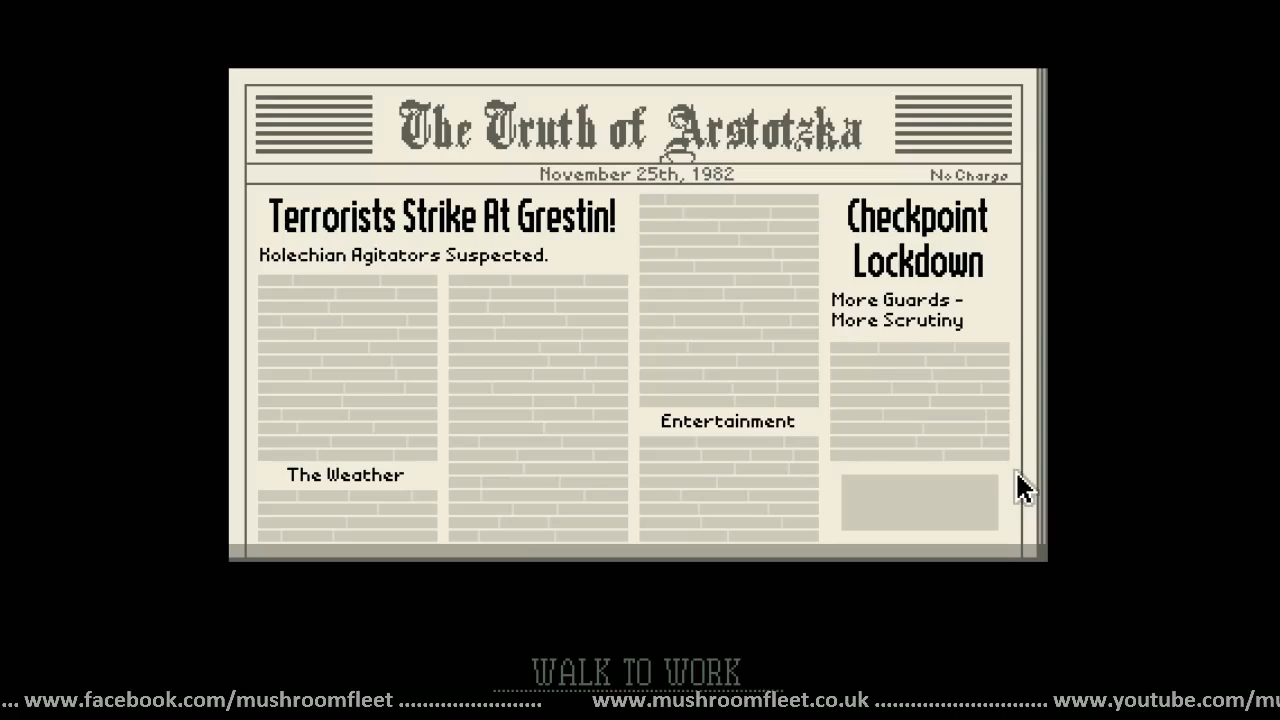 The Truth of Arstotzka
November 25th, 1982
No Charge
Terrorists Strike At Grestin!
Kolechian Agitators Suspected.
The Weather
Entertainment
Checkpoint
Lockdown
More Guards -
More Scrutiny
WALK TO WORK
... www.facebook.com/mushroomfleet .......................... www.mushroomfleet.co.uk ................................ www.youtube.com/mu